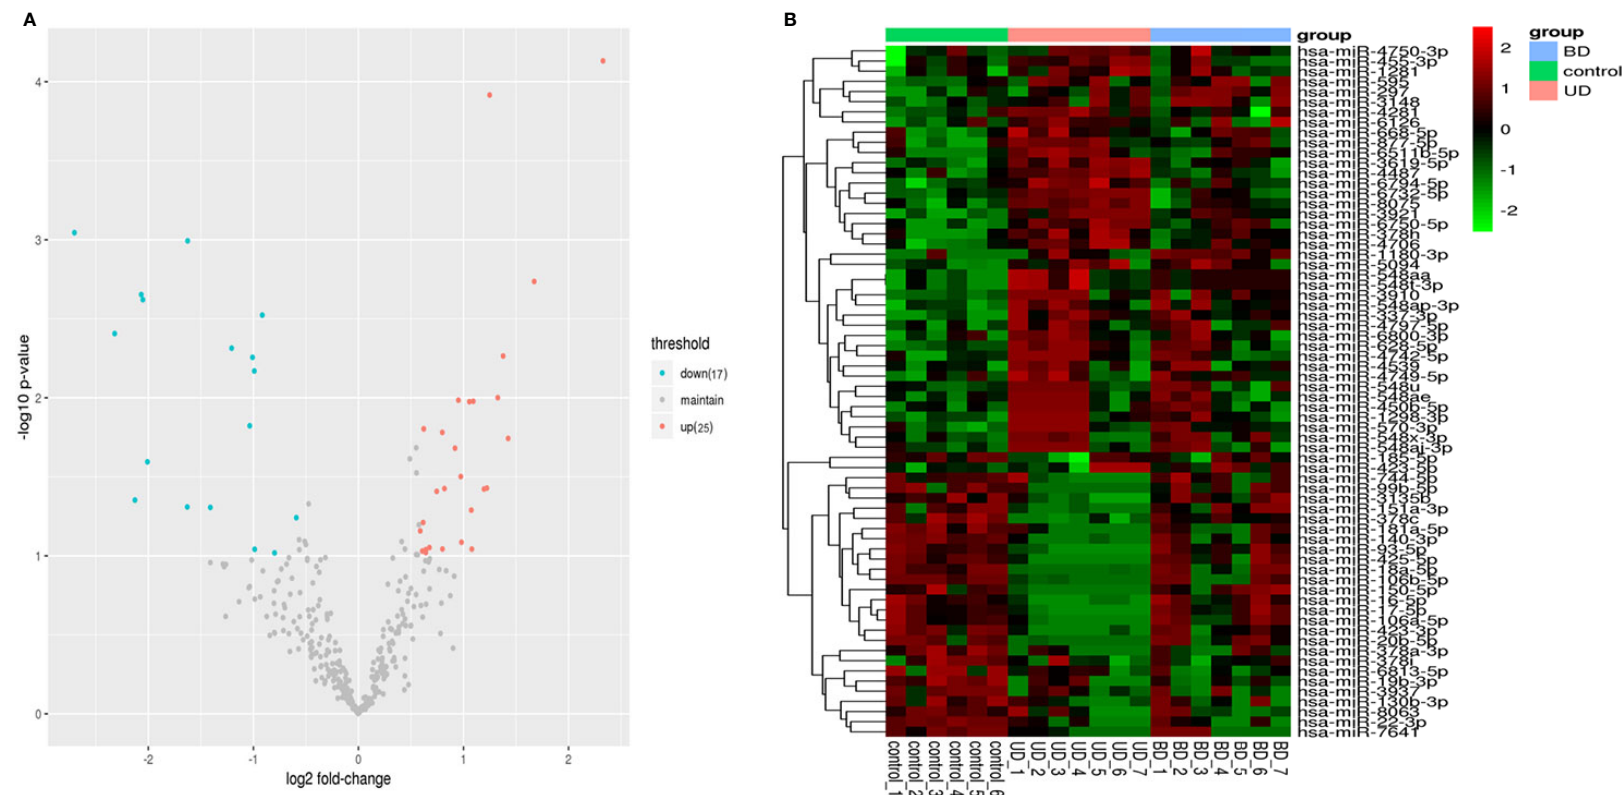 A
4
3
2
1
0
-log10 p-value
-2
-1
0
1
2
log2 fold-change
threshold
down(17)
maintain
up(25)
B
group
hsa-miR-4750-3p
hsa-miR-455-3p
hsa-miR-1281
hsa-miR-595
hsa-miR-297
hsa-miR-3148
hsa-miR-4281
hsa-miR-6126
hsa-miR-668-5p
hsa-miR-877-5p
hsa-miR-6511b-5p
hsa-miR-3619-5p
hsa-miR-4487
hsa-miR-6794-5p
hsa-miR-6732-5p
hsa-miR-8075
hsa-miR-3921
hsa-miR-6750-5p
hsa-miR-378h
hsa-miR-4706
hsa-miR-1180-3p
hsa-miR-5094
hsa-miR-548aa
hsa-miR-548t-3p
hsa-miR-3910
hsa-miR-548ap-3p
hsa-miR-337-3p
hsa-miR-4797-5p
hsa-miR-6800-3p
hsa-miR-628-5p
hsa-miR-4742-5p
hsa-miR-4539
hsa-miR-4749-5p
hsa-miR-548u
hsa-miR-548ae
hsa-miR-450b-5p
hsa-miR-1298-3p
hsa-miR-570-3p
hsa-miR-548x-3p
hsa-miR-548aj-3p
hsa-miR-185-5p
hsa-miR-423-5p
hsa-miR-744-5p
hsa-miR-99b-5p
hsa-miR-3135b
hsa-miR-151a-3p
hsa-miR-378c
hsa-miR-181a-5p
hsa-miR-140-3p
hsa-miR-93-5p
hsa-miR-425-5p
hsa-miR-18a-5p
hsa-miR-106b-5p
hsa-miR-150-5p
hsa-miR-16-5p
hsa-miR-17-5p
hsa-miR-106a-5p
hsa-miR-423-3p
hsa-miR-20b-5p
hsa-miR-378a-3p
hsa-miR-378i
hsa-miR-6813-5p
hsa-miR-19b-3p
hsa-miR-3937
hsa-miR-130b-3p
hsa-miR-8063
hsa-miR-22-3p
hsa-miR-7641
control_1
control_2
control_3
control_4
control_5
control_6
UD_1
UD_2
UD_3
UD_4
UD_5
UD_6
UD_7
BD_1
BD_2
BD_3
BD_4
BD_5
BD_6
BD_7
2
1
0
-1
-2
group
BD
control
UD